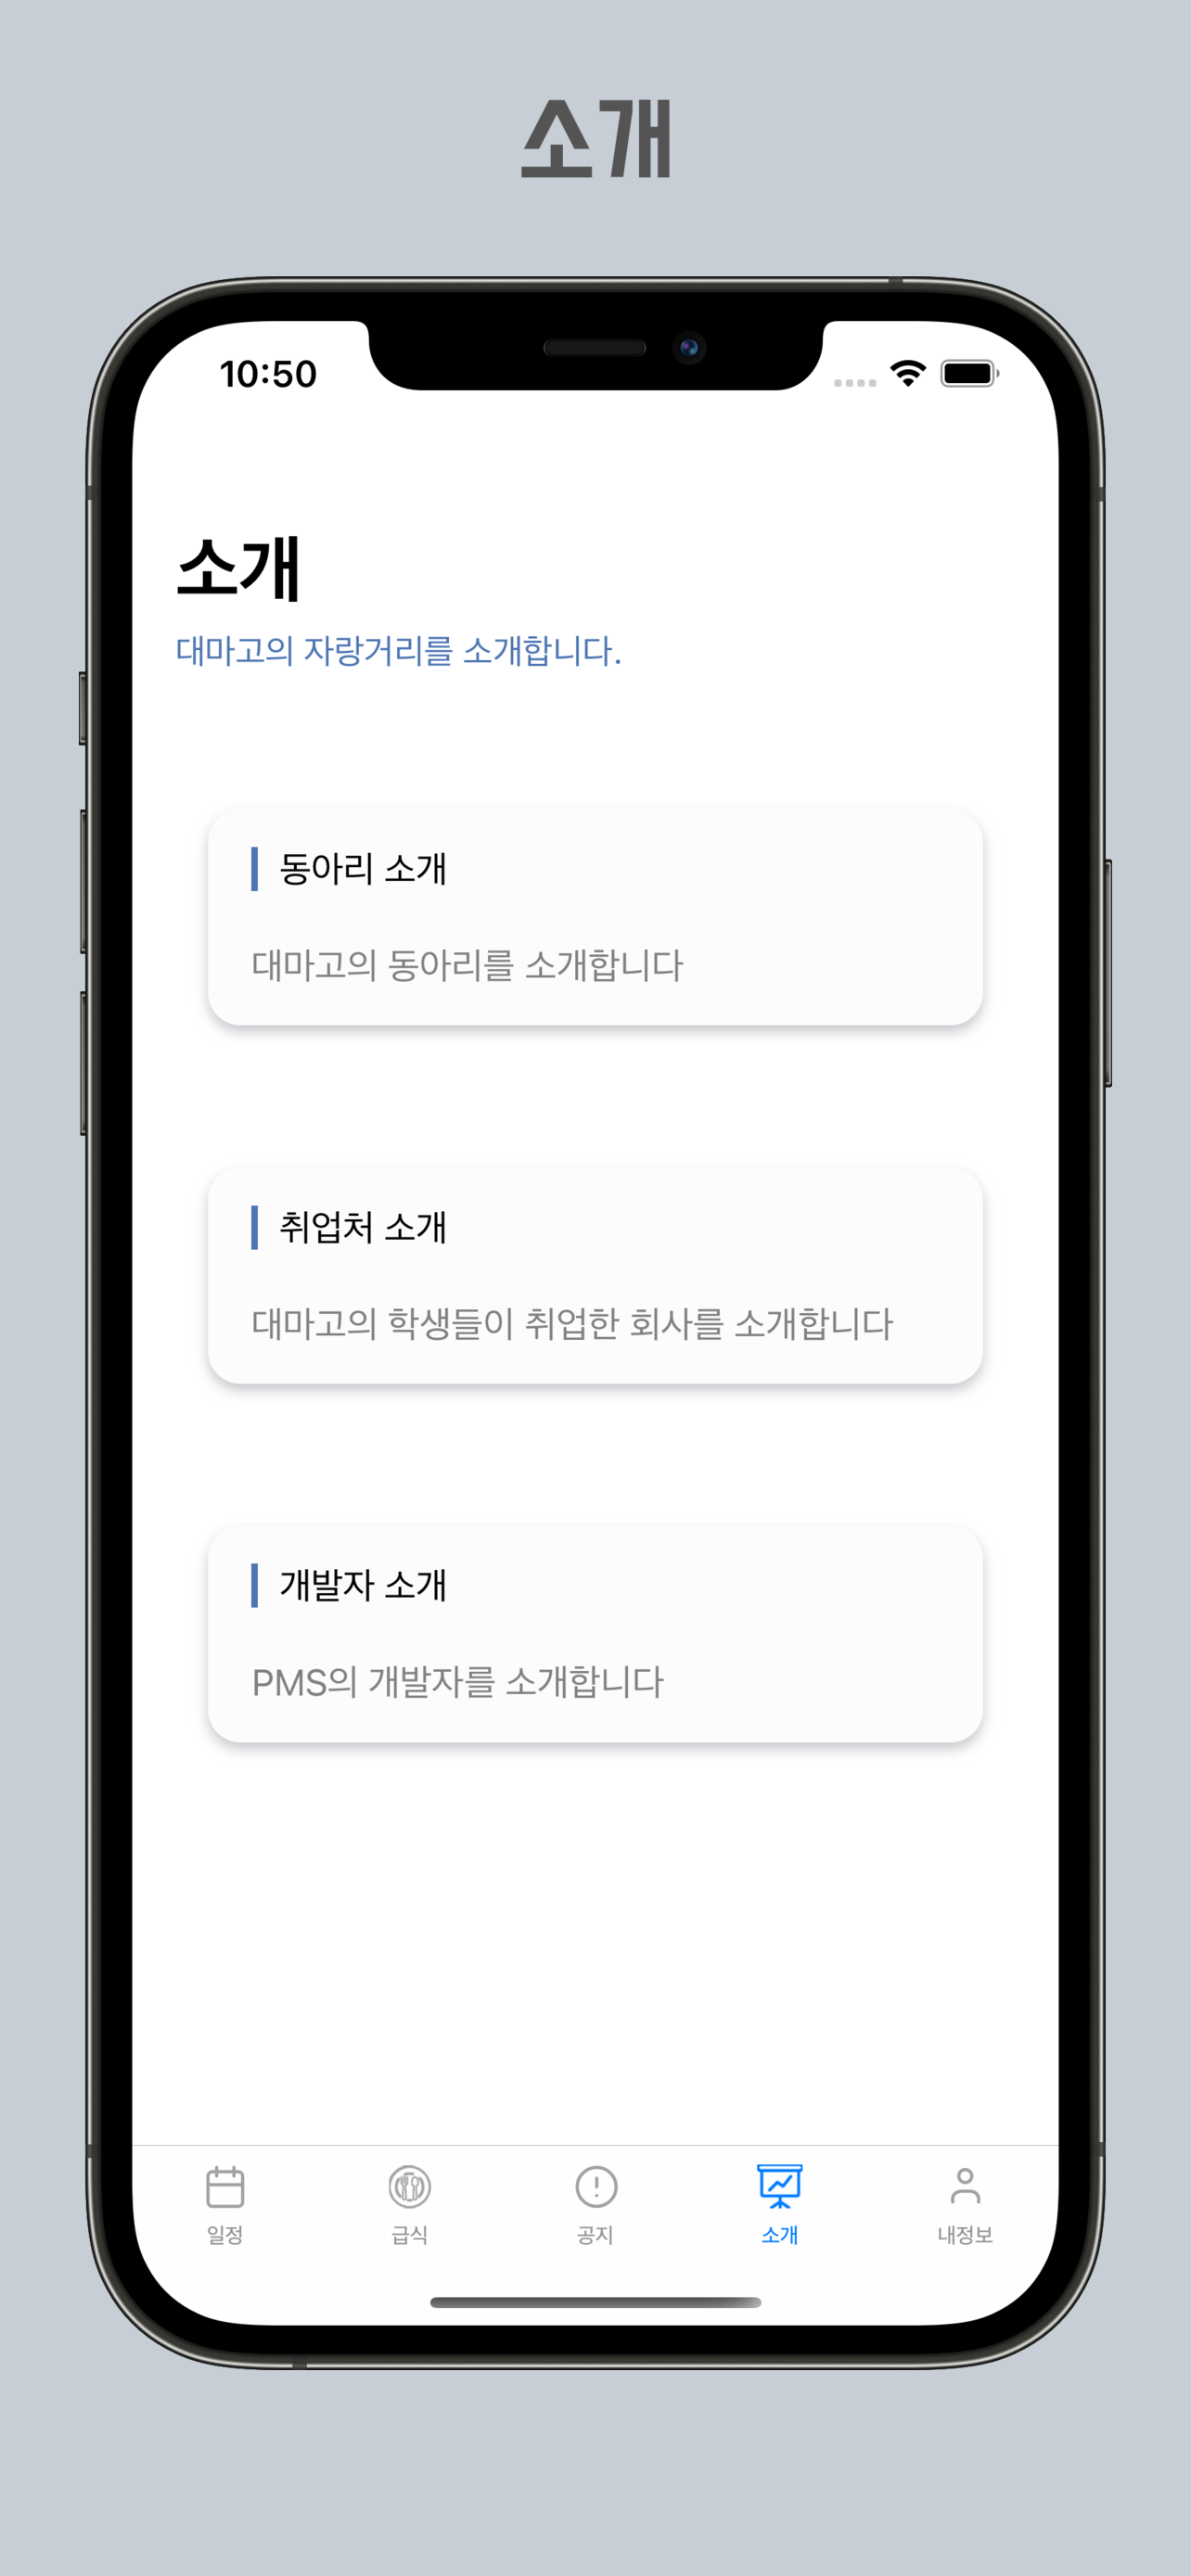 소개
10:50
소개
대마고의 자랑거리를 소개합니다.
동아리 소개
대마고의 동아리를 소개합니다
취업처 소개
대마고의 학생들이 취업한 회사를 소개합니다
개발자 소개
PMS의 개발자를 소개합니다
일정 급식 공지 소개 내정보